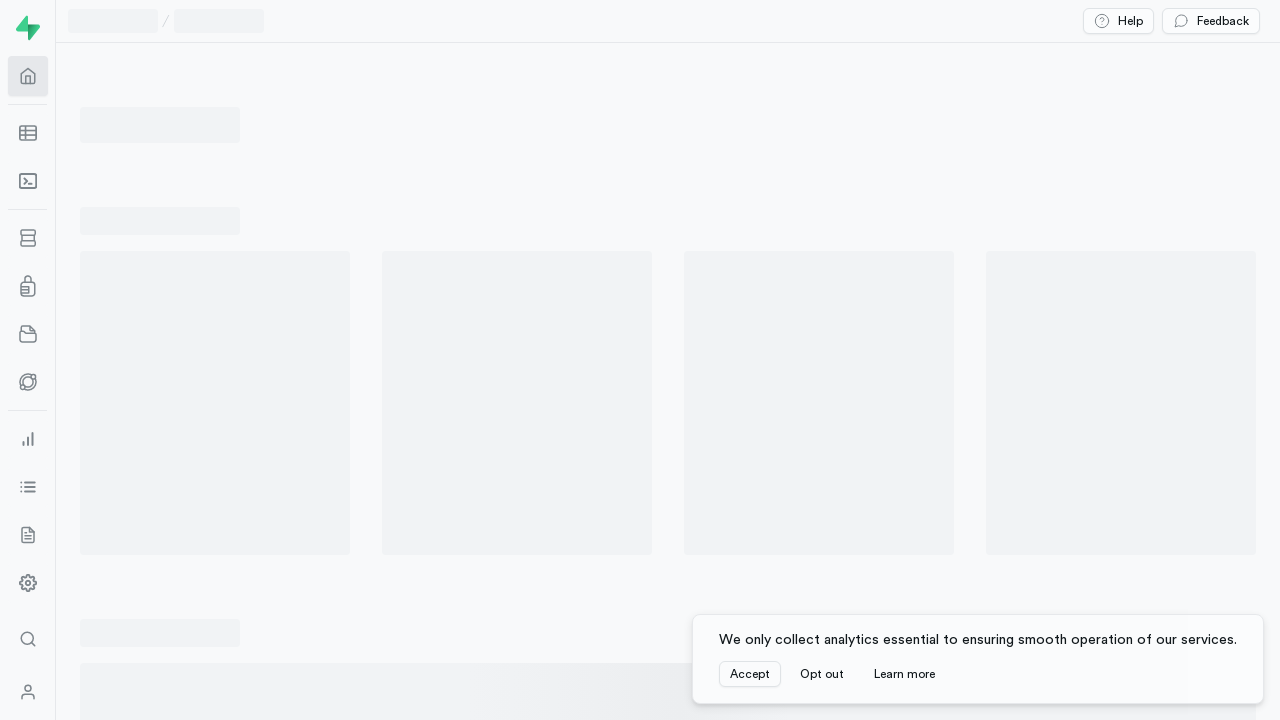 Help
Feedback
We only collect analytics essential to ensuring smooth operation of our services.
Accept
Opt out
Learn more